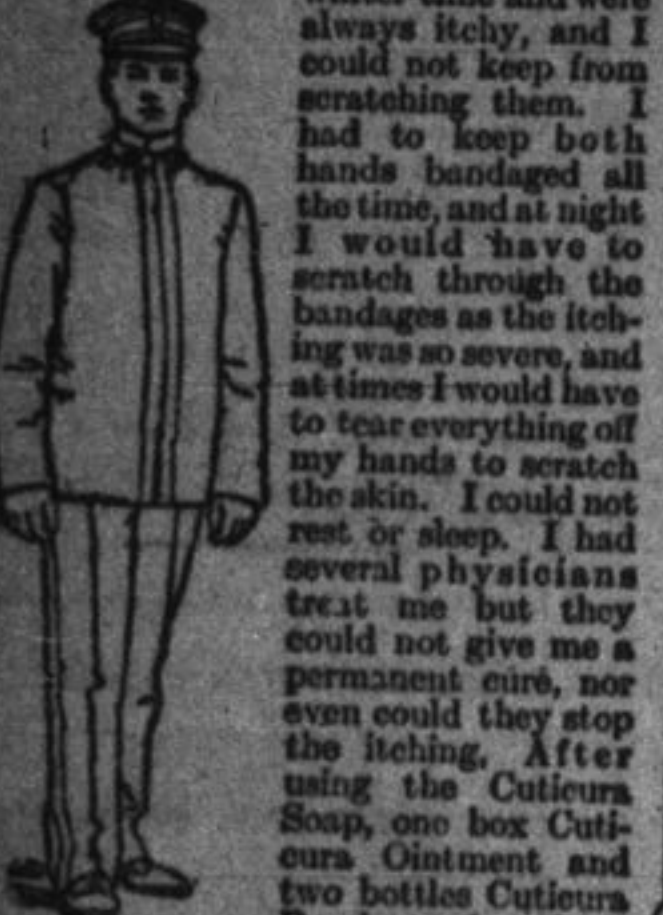 always itchy, and I
could not keep from
scratching them. I
had to keep both
hands bandaged all
the time, and at night
I would have to
scratch through the
bandages as the itch-
ing was so severe, and
at times I would have
to tear everything off
my hands to scratch
the skin. I could not
rest or sleep. I had
several physicians
treat me but they
could not give me a
permanent cure, nor
even could they stop
the itching. After
using the Cuticura
Soap, one box Cuti-
cura Ointment and
two bottles Cuticura